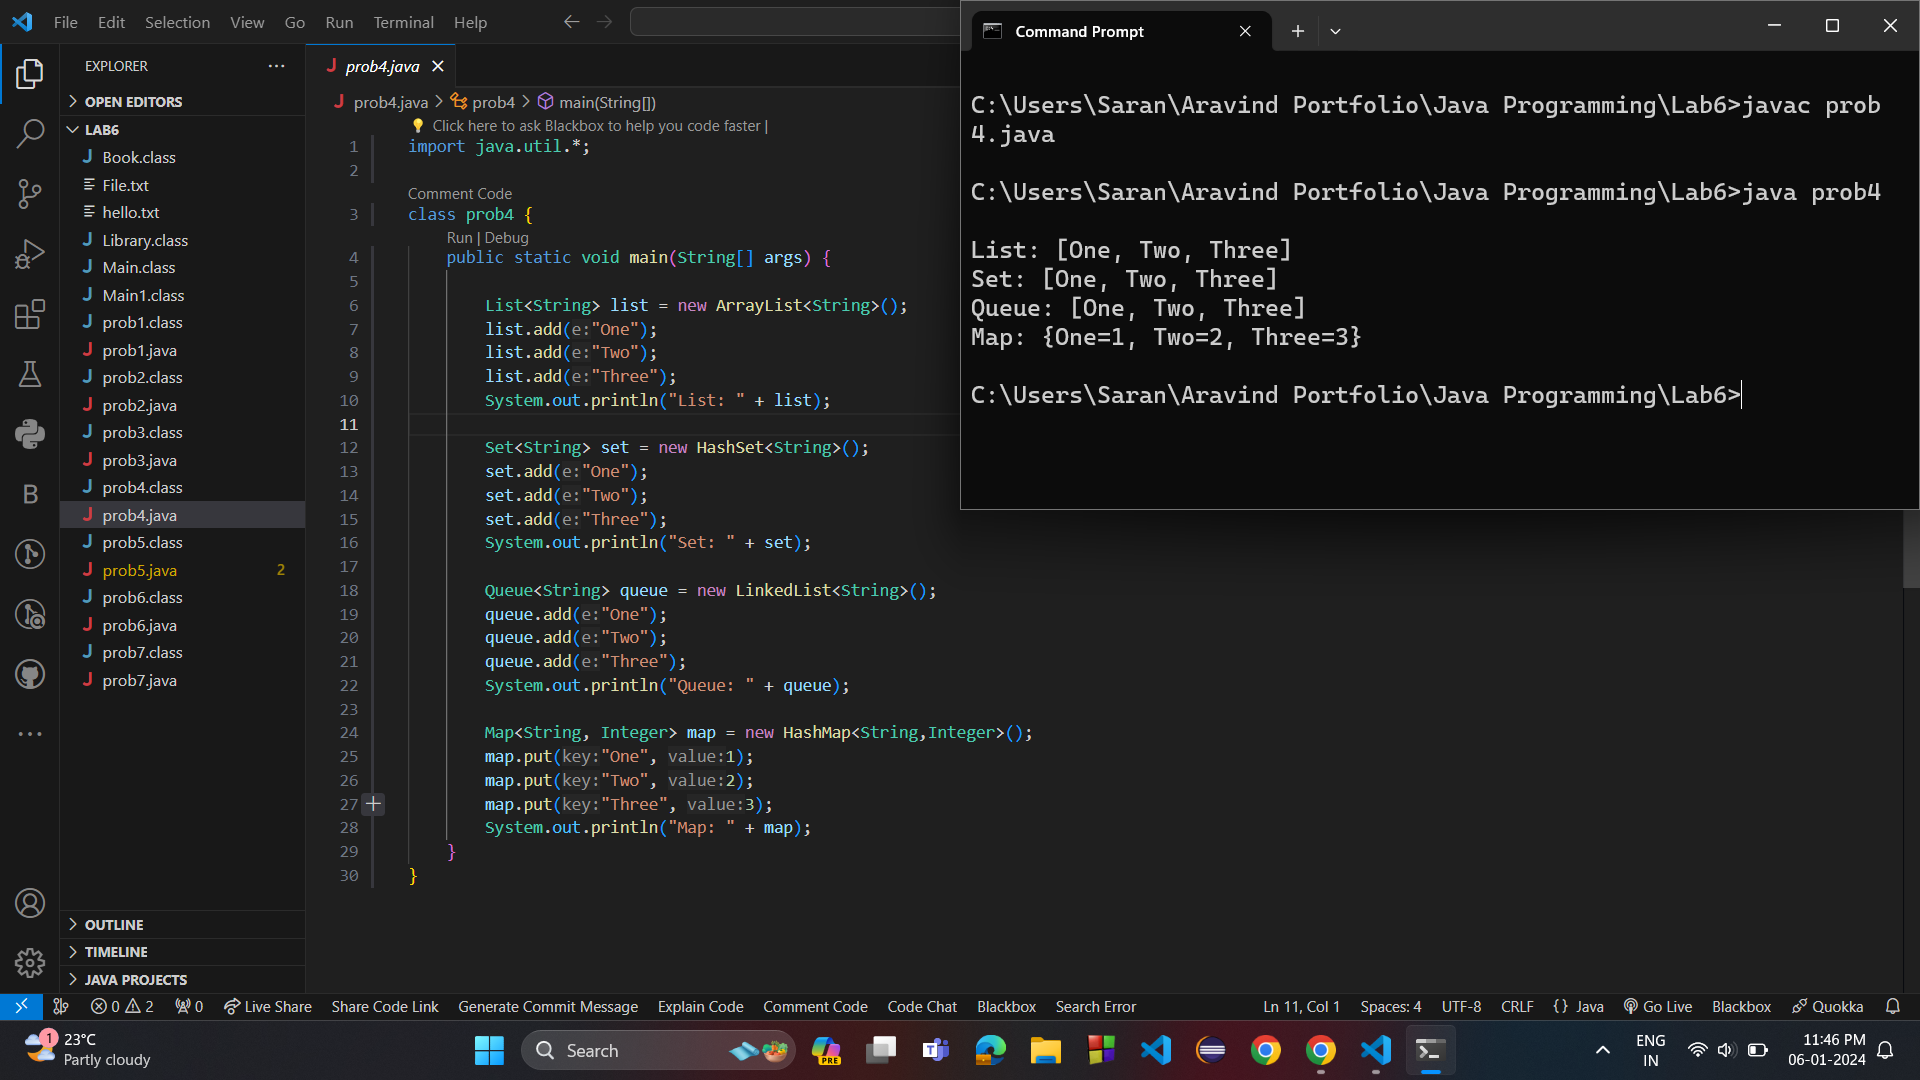 File Edit Selection View Go Run Terminal Help
EXPLORER
OPEN EDITORS
LAB6
Book.class
File.txt
hello.txt
Library.class
Main.class
Main1.class
prob1.class
prob1.java
prob2.class
prob2.java
prob3.class
prob3.java
prob4.class
prob4.java
prob5.class
prob5.java 2
prob6.class
prob6.java
prob7.class
prob7.java
OUTLINE
TIMELINE
JAVA PROJECTS
prob4.java
prob4.java > prob4 > main(String[])
Click here to ask Blackbox to help you code faster |
1 import java.util.*;
2
Comment Code
3 class prob4 {
Run | Debug
4 public static void main(String[] args) {
5
6 List<String> list = new ArrayList<String>();
7 list.add(e:"One");
8 list.add(e:"Two");
9 list.add(e:"Three");
10 System.out.println("List: " + list);
11
12 Set<String> set = new HashSet<String>();
13 set.add(e:"One");
14 set.add(e:"Two");
15 set.add(e:"Three");
16 System.out.println("Set: " + set);
17
18 Queue<String> queue = new LinkedList<String>();
19 queue.add(e:"One");
20 queue.add(e:"Two");
21 queue.add(e:"Three");
22 System.out.println("Queue: " + queue);
23
24 Map<String, Integer> map = new HashMap<String,Integer>();
25 map.put(key:"One", value:1);
26 map.put(key:"Two", value:2);
27 map.put(key:"Three", value:3);
28 System.out.println("Map: " + map);
29 }
30 }
Command Prompt
C:\Users\Saran\Aravind Portfolio\Java Programming\Lab6>javac prob
4.java
C:\Users\Saran\Aravind Portfolio\Java Programming\Lab6>java prob4
List: [One, Two, Three]
Set: [One, Two, Three]
Queue: [One, Two, Three]
Map: {One=1, Two=2, Three=3}
C:\Users\Saran\Aravind Portfolio\Java Programming\Lab6>
0 2 0 Live Share Share Code Link Generate Commit Message Explain Code Comment Code Code Chat Blackbox Search Error Ln 11, Col 1 Spaces: 4 UTF-8 CRLF {} Java Go Live Blackbox Quokka
1 23°C
Partly cloudy
Search
PRE
ENG
IN
11:46 PM
06-01-2024